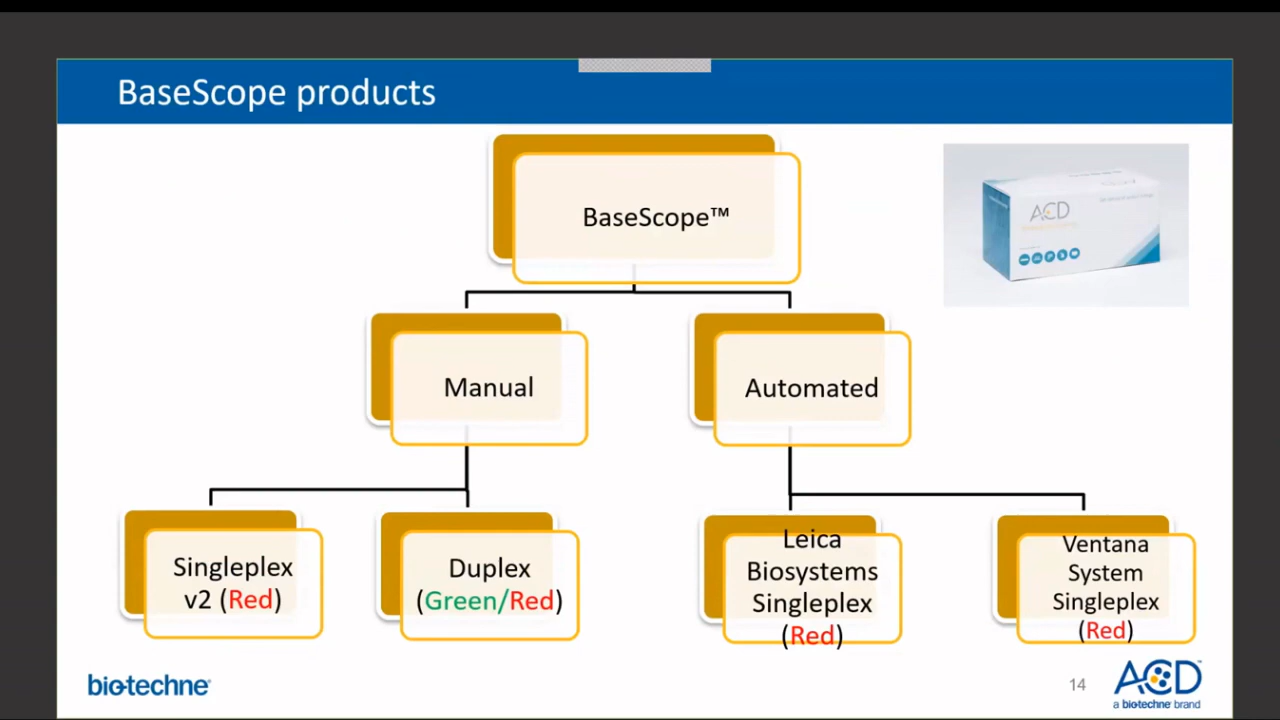 BaseScope products
BaseScope™
ACD
Manual
Automated
Singleplex
v2 (Red)
Duplex
(Green/Red)
Leica
Biosystems
Singleplex
(Red)
Ventana
System
Singleplex
(Red)
bio-techne
14
ACD
a bio-techne brand